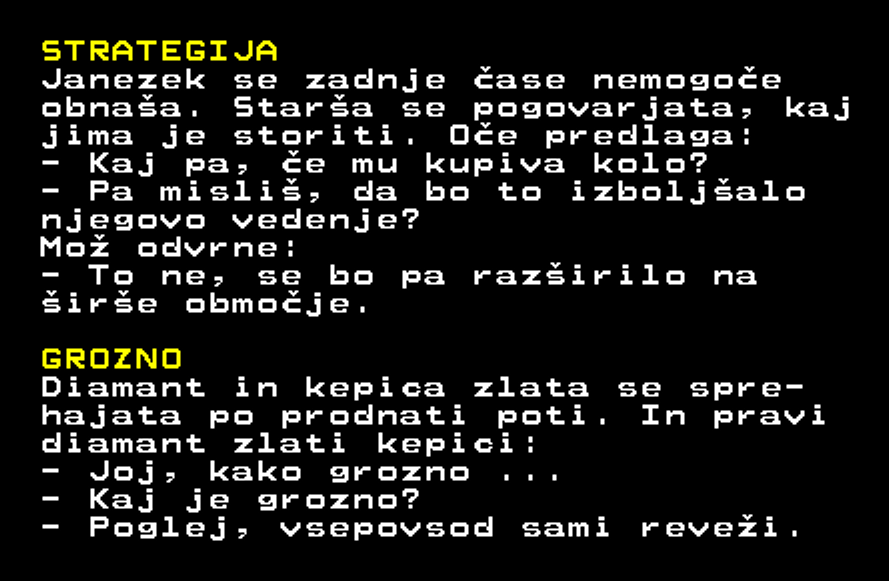 STRATEGIJA
Janezek se zadnje čase nemogoče
obnaša. Starša se pogovarjata, kaj
jima je storiti. Oče predlaga:
- Kaj pa, če mu kupiva kolo?
- Pa misliš, da bo to izboljšalo
njegovo vedenje?
Mož odvrne:
- To ne, se bo pa razširilo na
širše območje.
GROZNO
Diamant in kepica zlata se spre-
hajata po prodnati poti. In pravi
diamant zlati kepici:
- Joj, kako grozno ...
- Kaj je grozno?
- Poglej, vsepovsod sami reveži.